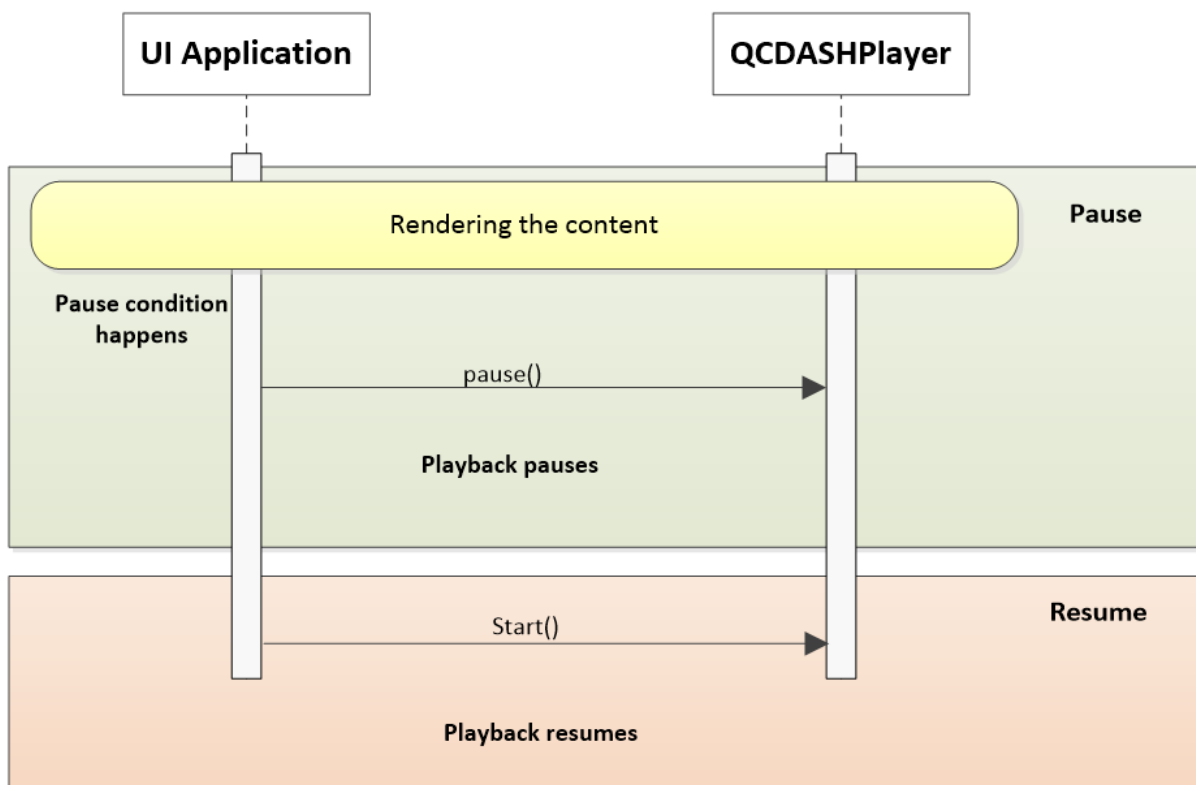 UI Application
QCDASHPlayer
Rendering the content
Pause
Pause condition
happens
pause()
Playback pauses
Resume
Start()
Playback resumes